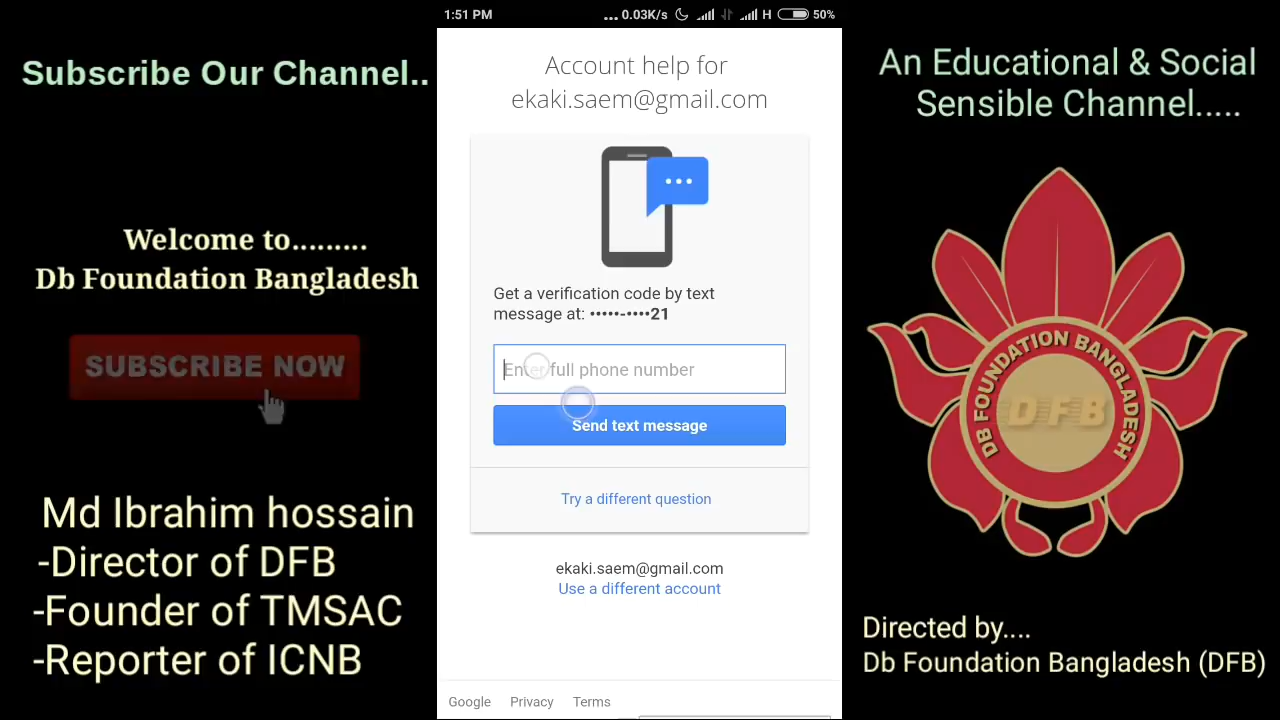 Subscribe Our Channel..
Welcome to.........
Db Foundation Bangladesh
SUBSCRIBE NOW
Md Ibrahim hossain
-Director of DFB
-Founder of TMSAC
-Reporter of ICNB
1:51 PM
... 0.03K/s H 50%
Account help for
ekaki.saem@gmail.com
Get a verification code by text
message at: •••••-••••21
Enter full phone number
Send text message
Try a different question
ekaki.saem@gmail.com
Use a different account
Google Privacy Terms
An Educational & Social
Sensible Channel.....
DB FOUNDATION BANGLADESH
DFB
Directed by....
Db Foundation Bangladesh (DFB)